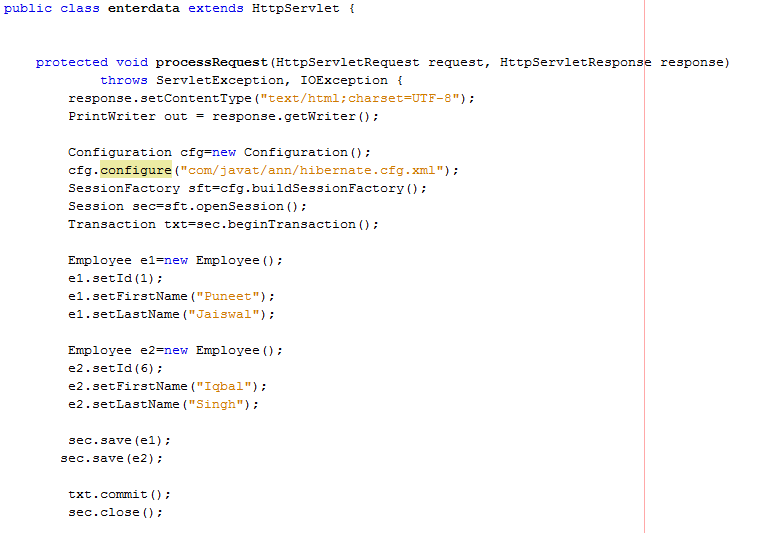 public class enterdata extends HttpServlet {
protected void processRequest(HttpServletRequest request, HttpServletResponse response)
throws ServletException, IOException {
response.setContentType("text/html;charset=UTF-8");
PrintWriter out = response.getWriter();
Configuration cfg=new Configuration();
cfg.configure("com/javat/ann/hibernate.cfg.xml");
SessionFactory sft=cfg.buildSessionFactory();
Session sec=sft.openSession();
Transaction txt=sec.beginTransaction();
Employee e1=new Employee();
e1.setId(1);
e1.setFirstName("Puneet");
e1.setLastName("Jaiswal");
Employee e2=new Employee();
e2.setId(6);
e2.setFirstName("Iqbal");
e2.setLastName("Singh");
sec.save(e1);
sec.save(e2);
txt.commit();
sec.close();